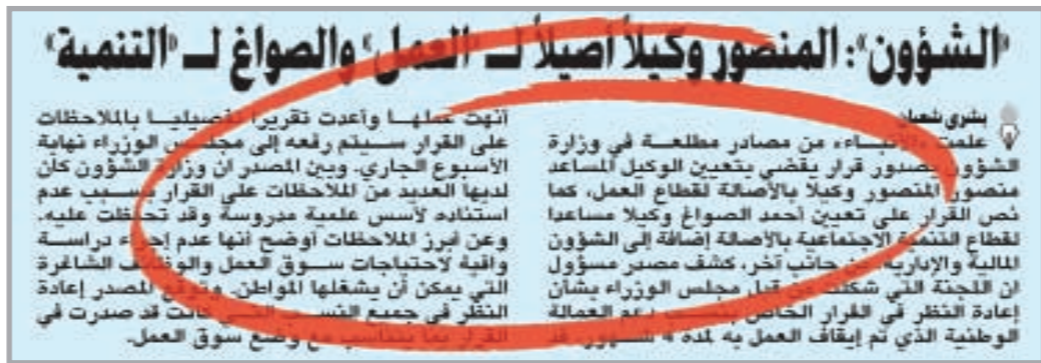 «الشؤون»: المنصور وكيلاً أصيلاً لـ «العمل» والصواغ لـ «التنمية»
بشرى شعبان
علمت «الأنبـاء» من مصادر مطلعـة في وزارة
الشؤون بصدور قرار يقضي بتعيين الوكيل المساعد
منصور المنصور وكيلا بالأصالة لقطاع العمل، كما
نص القرار على تعيين أحمد الصواغ وكيلا مساعدا
لقطاع التنمية الاجتماعية بالأصالة إضافة إلى الشؤون
المالية والإدارية. من جانب آخر، كشف مصدر مسؤول
ان اللجنة التي شكلت من قبل مجلس الوزراء بشأن
إعادة النظر في القرار الخاص بنسب دعم العمالة
الوطنية الذي تم إيقاف العمل به لمدة 4 شهور، قد
أنهت عملها وأعدت تقريرا تفصيليا بالملاحظات
على القرار سيتم رفعه إلى مجلس الوزراء نهاية
الأسبوع الجاري. وبين المصدر ان وزارة الشؤون كان
لديها العديد من الملاحظات على القرار بسبب عدم
استناده لأسس علمية مدروسة وقد تحفظت عليه.
وعن أبرز الملاحظات أوضح أنها عدم إجراء دراسة
وافية لاحتياجات سوق العمل والوظائف الشاغرة
التي يمكن أن يشغلها المواطن. وتوقع المصدر إعادة
النظر في جميع النسب التي كانت قد صدرت في
القرار بما يتناسب مع وضع سوق العمل.